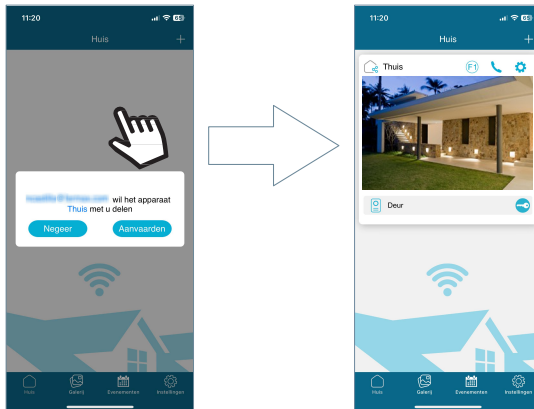 11:20
Huis
wil het apparaat
Thuis met u delen
Negeer
Aanvaarden
Huis
Galerij
Evenementen
Instellingen
11:20
Huis
Thuis
F1
Deur
Huis
Galerij
Evenementen
Instellingen